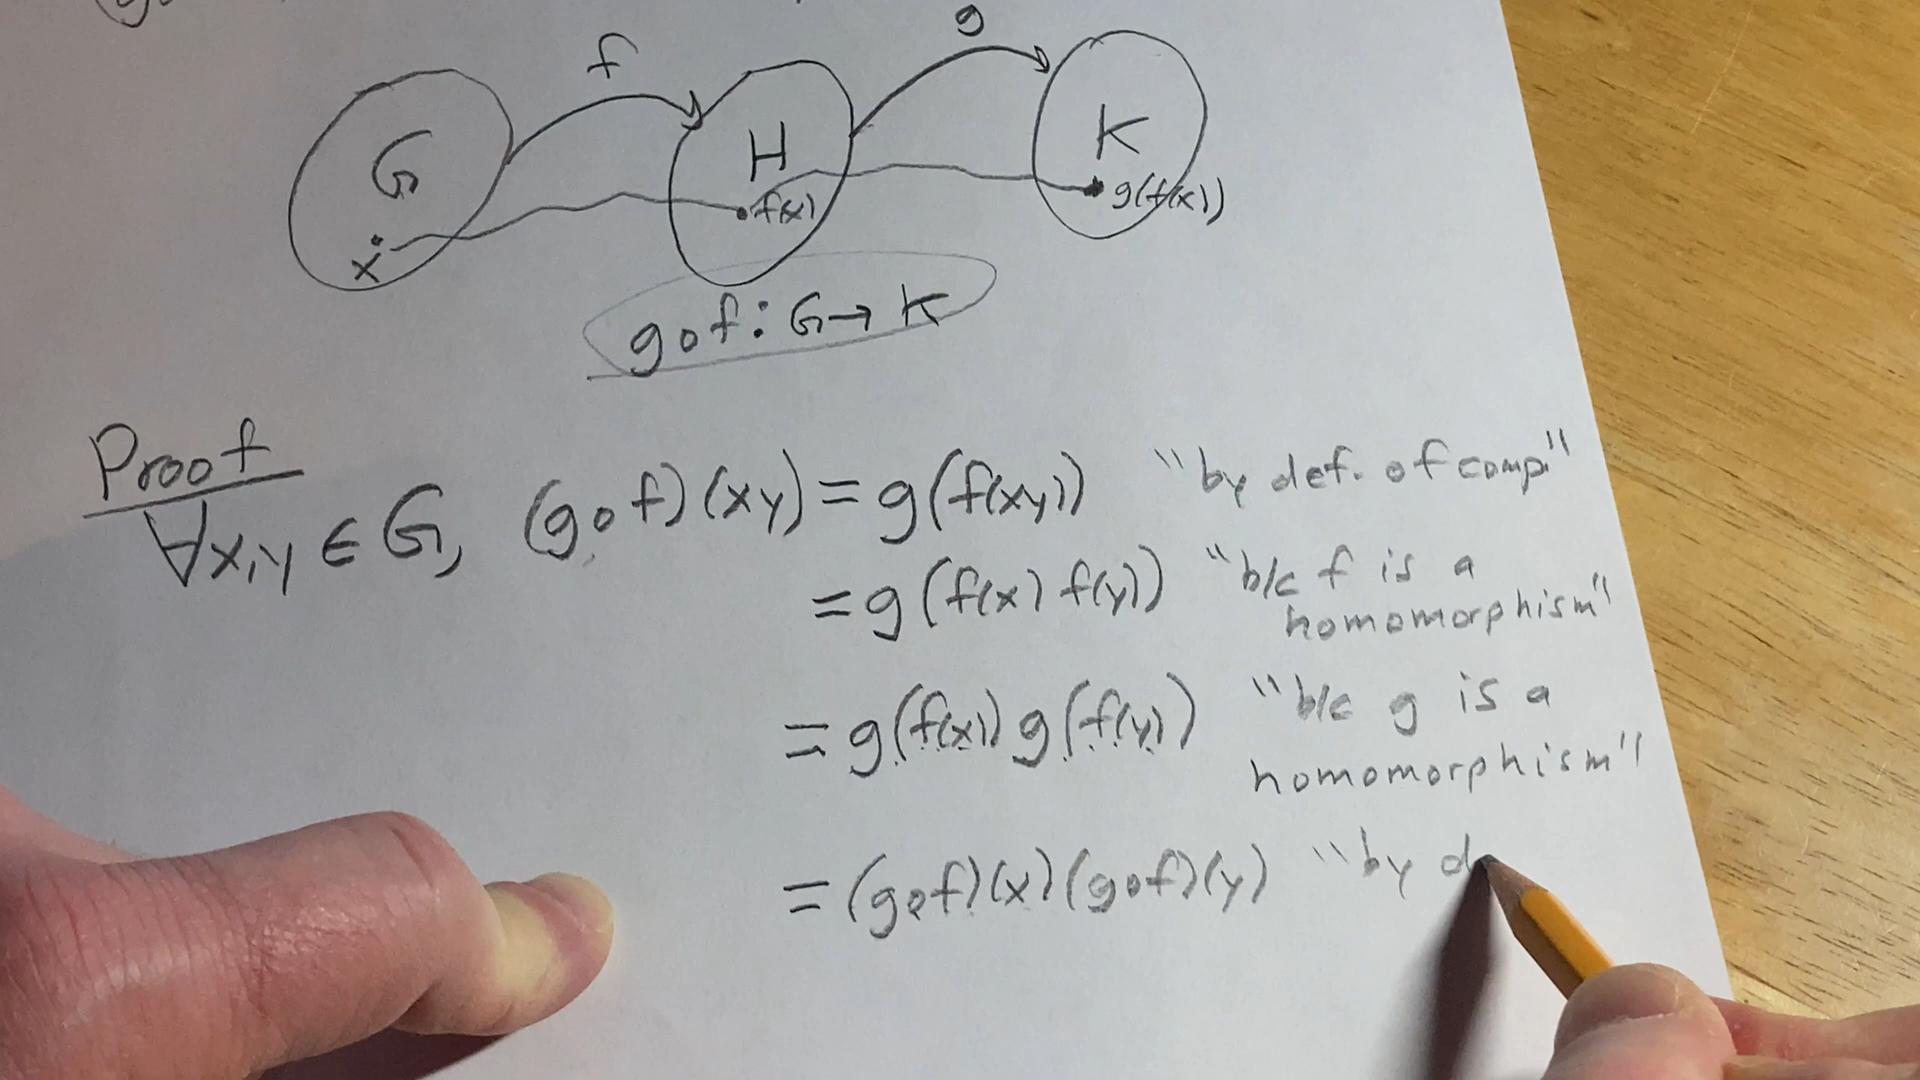 f g
G H K
x f(x) g(f(x))
g∘f: G→K
Proof
∀x,y ∈ G, (g∘f)(xy) = g(f(xy)) "by def. of comp."
= g(f(x) f(y)) "b/c f is a
homomorphism"
= g(f(x)) g(f(y)) "b/c g is a
homomorphism"
= (g∘f)(x)(g∘f)(y) "by d